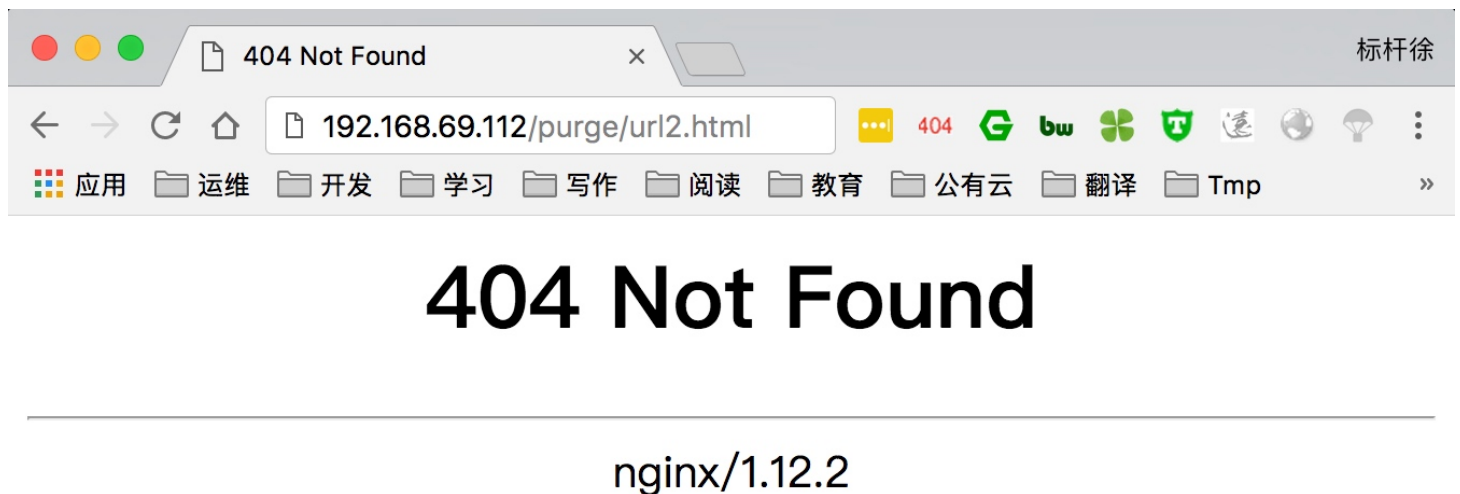 404 Not Found
标杆徐
192.168.69.112/purge/url2.html 404 G bw T
应用 运维 开发 学习 写作 阅读 教育 公有云 翻译 Tmp »
404 Not Found
nginx/1.12.2